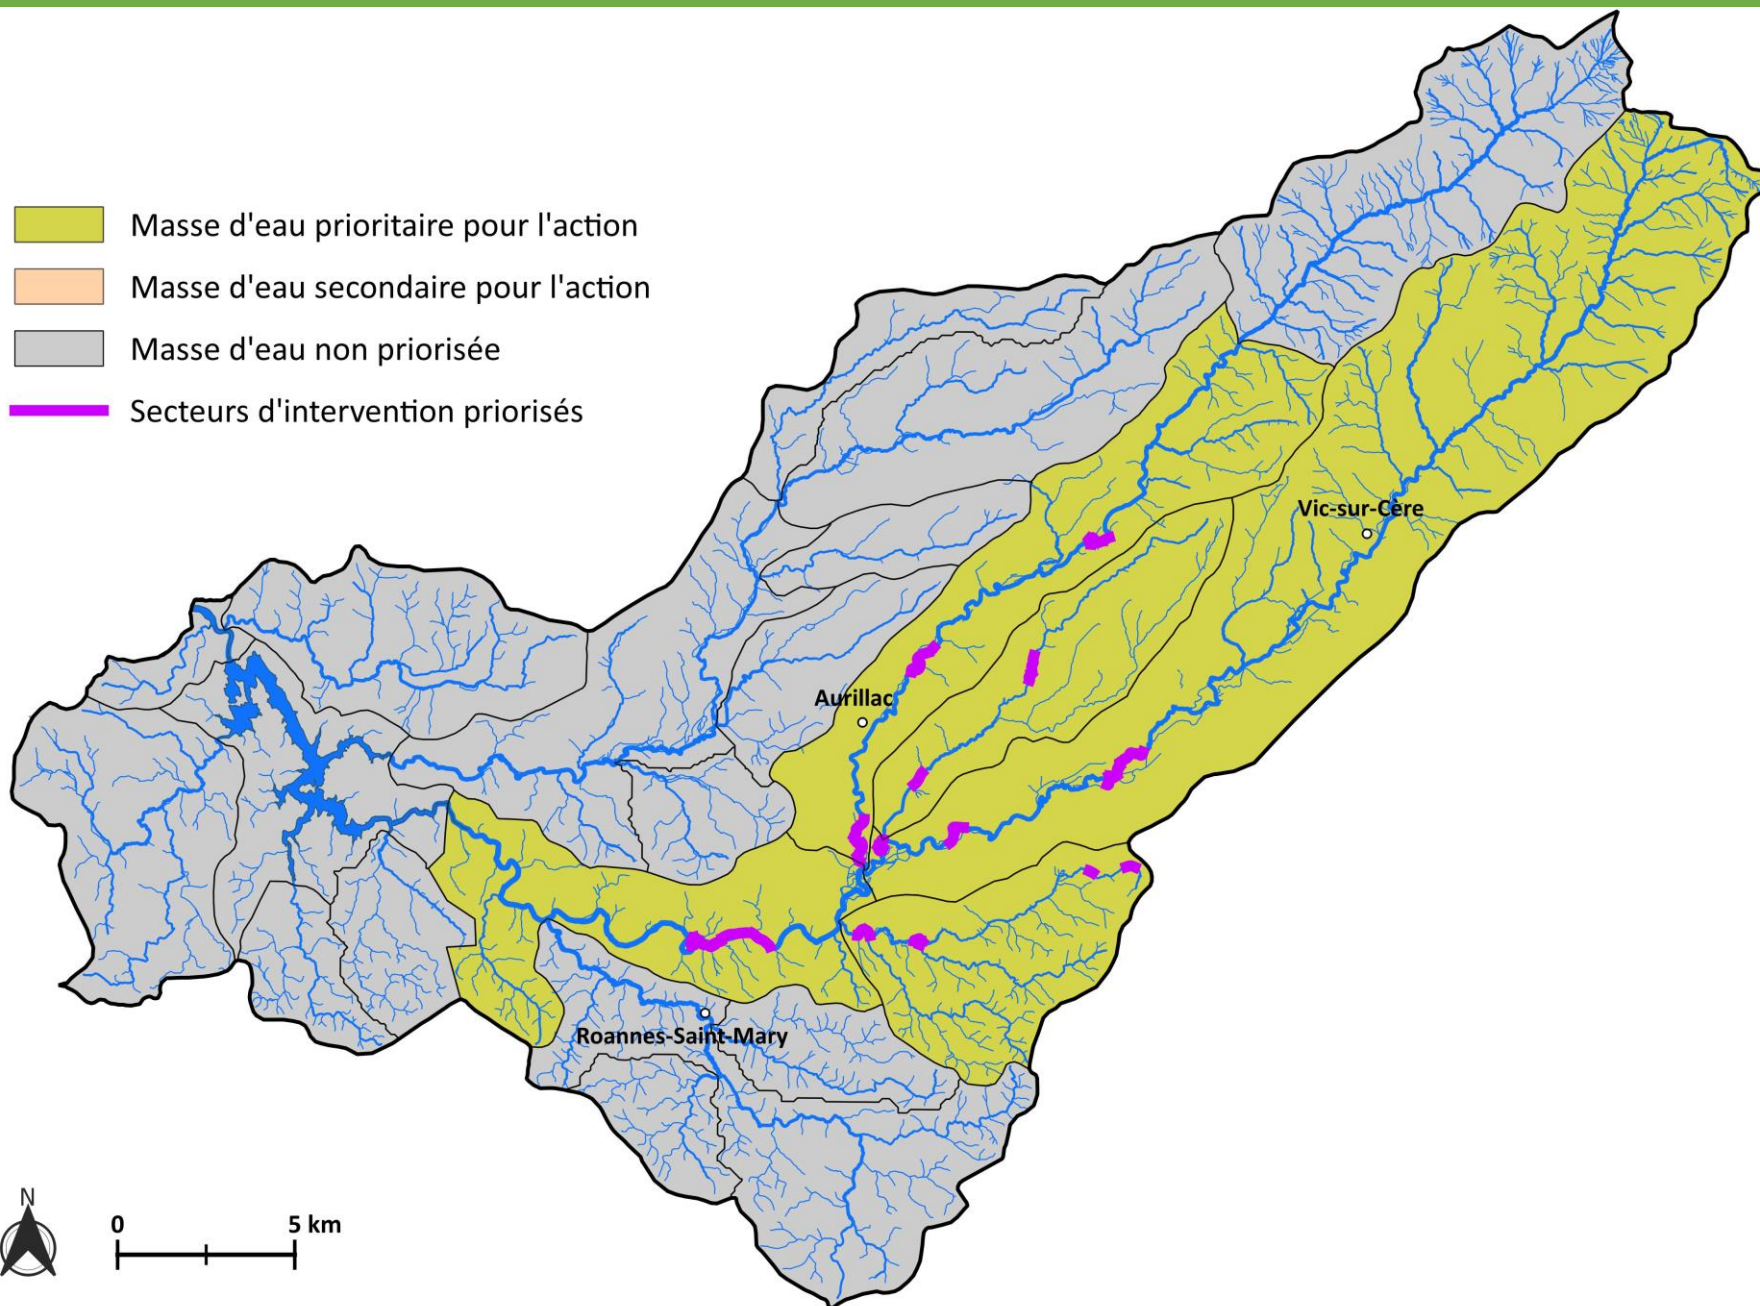 Masse d'eau prioritaire pour l'action
Masse d'eau secondaire pour l'action
Masse d'eau non priorisée
Secteurs d'intervention priorisés
Vic-sur-Cère
Aurillac
Roannes-Saint-Mary
N
0 5 km